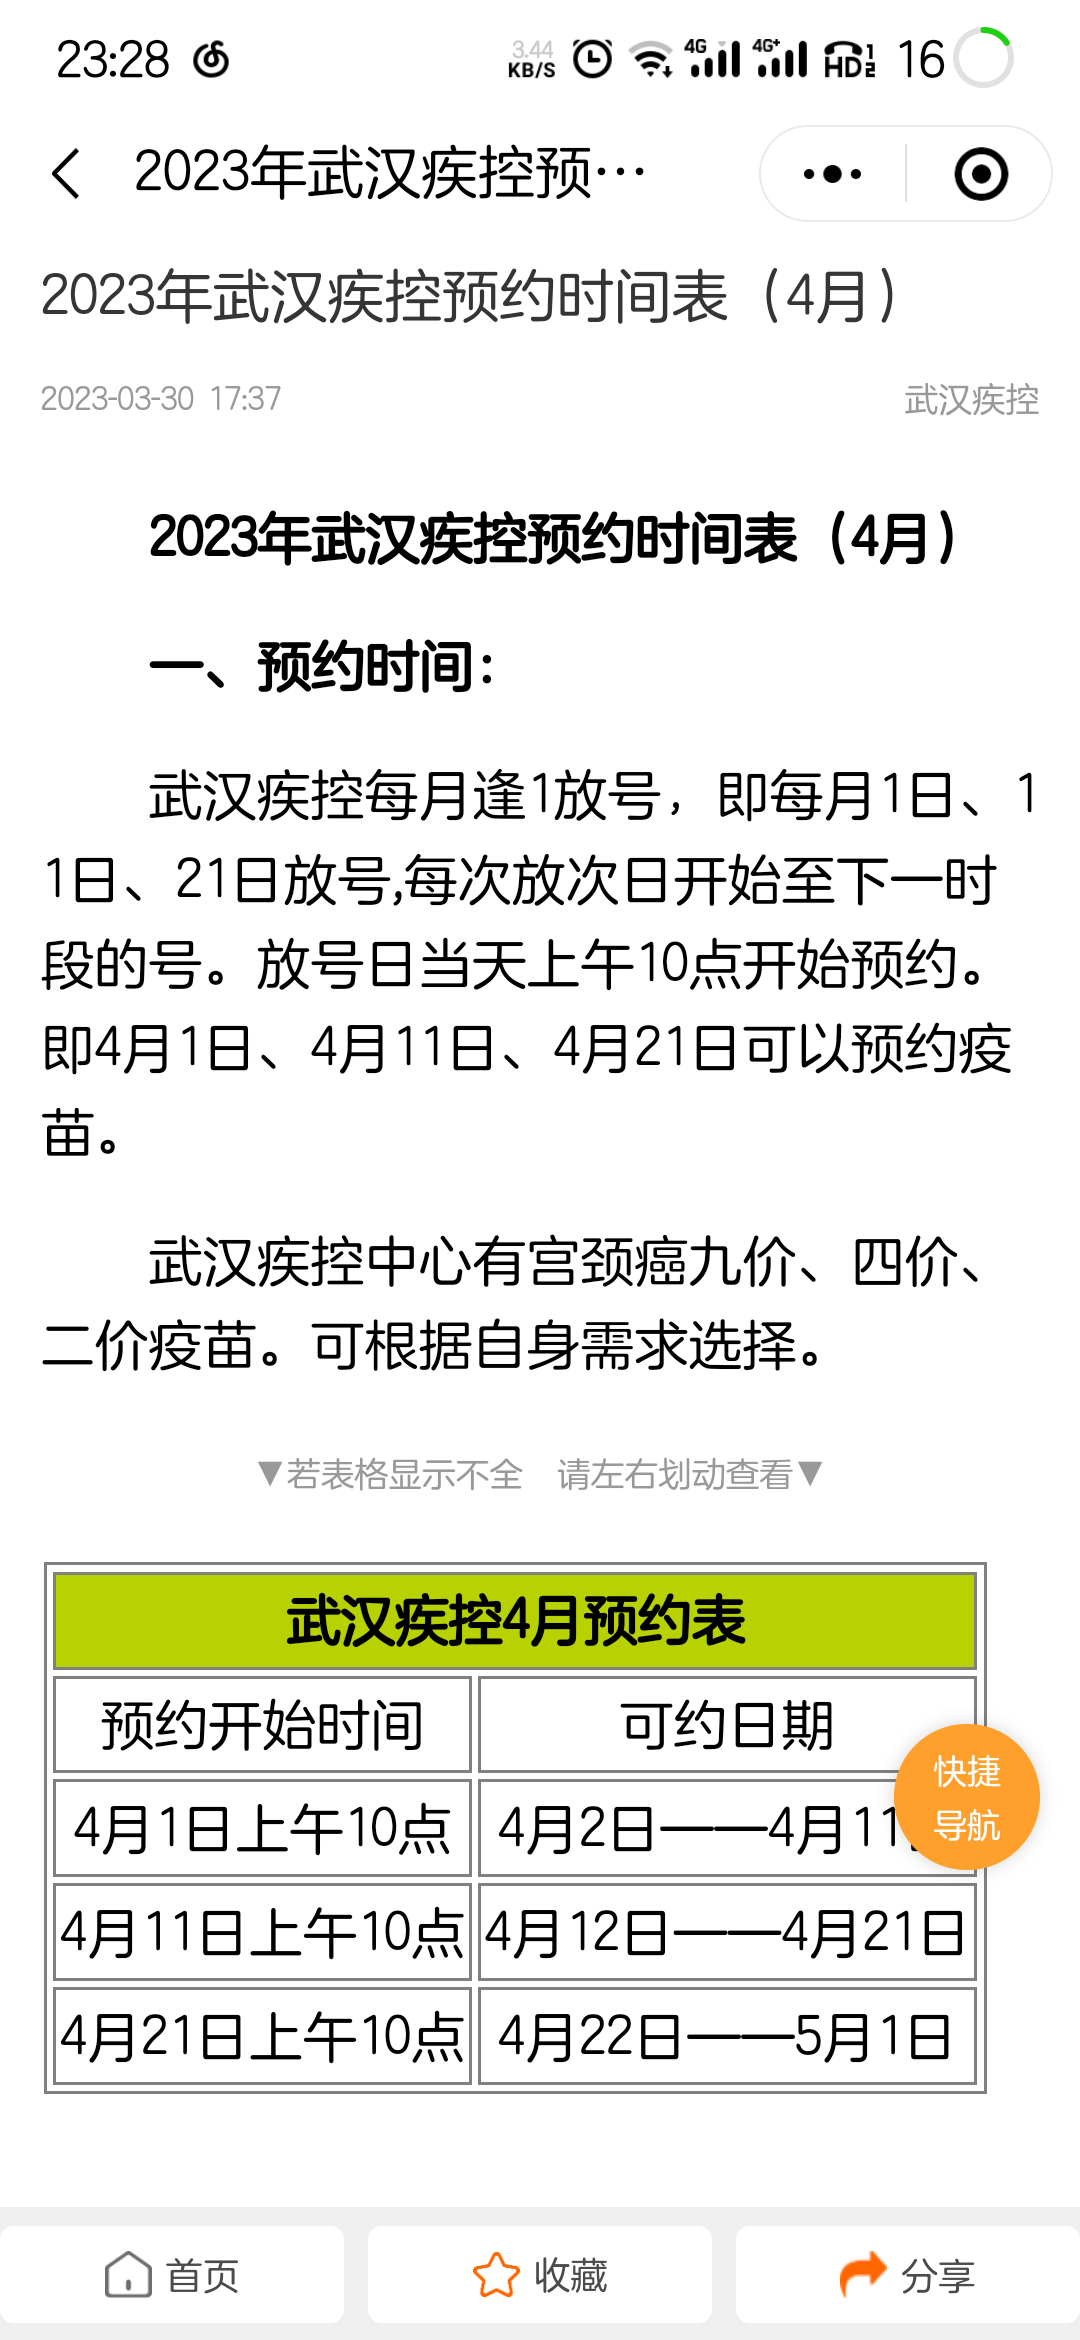 23:28
3.44
KB/S
4G
4G+
HD 1 2
16
2023年武汉疾控预…
2023年武汉疾控预约时间表（4月）
2023-03-30 17:37
武汉疾控
2023年武汉疾控预约时间表（4月）
一、预约时间：
武汉疾控每月逢1放号，即每月1日、1
1日、21日放号,每次放次日开始至下一时
段的号。放号日当天上午10点开始预约。
即4月1日、4月11日、4月21日可以预约疫
苗。
武汉疾控中心有宫颈癌九价、四价、
二价疫苗。可根据自身需求选择。
▼若表格显示不全 请左右划动查看▼
武汉疾控4月预约表
预约开始时间 可约日期
4月1日上午10点 4月2日——4月11
快捷
导航
4月11日上午10点 4月12日——4月21日
4月21日上午10点 4月22日——5月1日
首页 收藏 分享